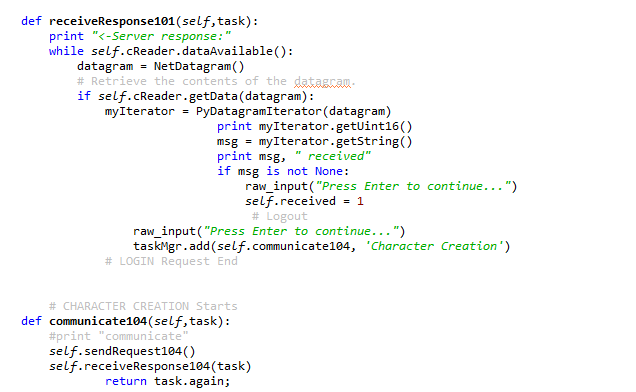 def receiveResponse101(self,task):
    print "<-Server response:"
    while self.cReader.dataAvailable():
        datagram = NetDatagram()
        # Retrieve the contents of the datagram.
        if self.cReader.getData(datagram):
            myIterator = PyDatagramIterator(datagram)
                            print myIterator.getUint16()
                            msg = myIterator.getString()
                            print msg, " received"
                            if msg is not None:
                                raw_input("Press Enter to continue...")
                                self.received = 1
                                 # Logout
                raw_input("Press Enter to continue...")
                taskMgr.add(self.communicate104, 'Character Creation')
            # LOGIN Request End
    # CHARACTER CREATION Starts
def communicate104(self,task):
    #print "communicate"
    self.sendRequest104()
    self.receiveResponse104(task)
            return task.again;